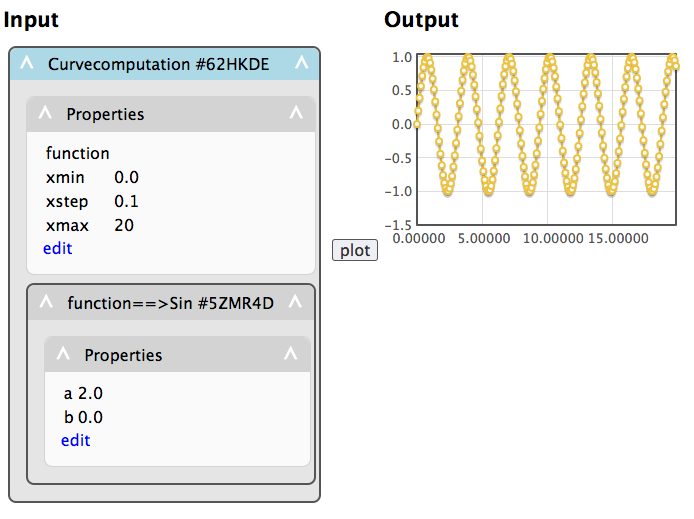 Input
Curvecomputation #62HKDE
Properties
function
xmin 0.0
xstep 0.1
xmax 20
edit
function==>Sin #5ZMR4D
Properties
a 2.0
b 0.0
edit
plot
Output
1.0
0.5
0.0
-0.5
-1.0
-1.5
0.00000 5.00000 10.00000 15.00000